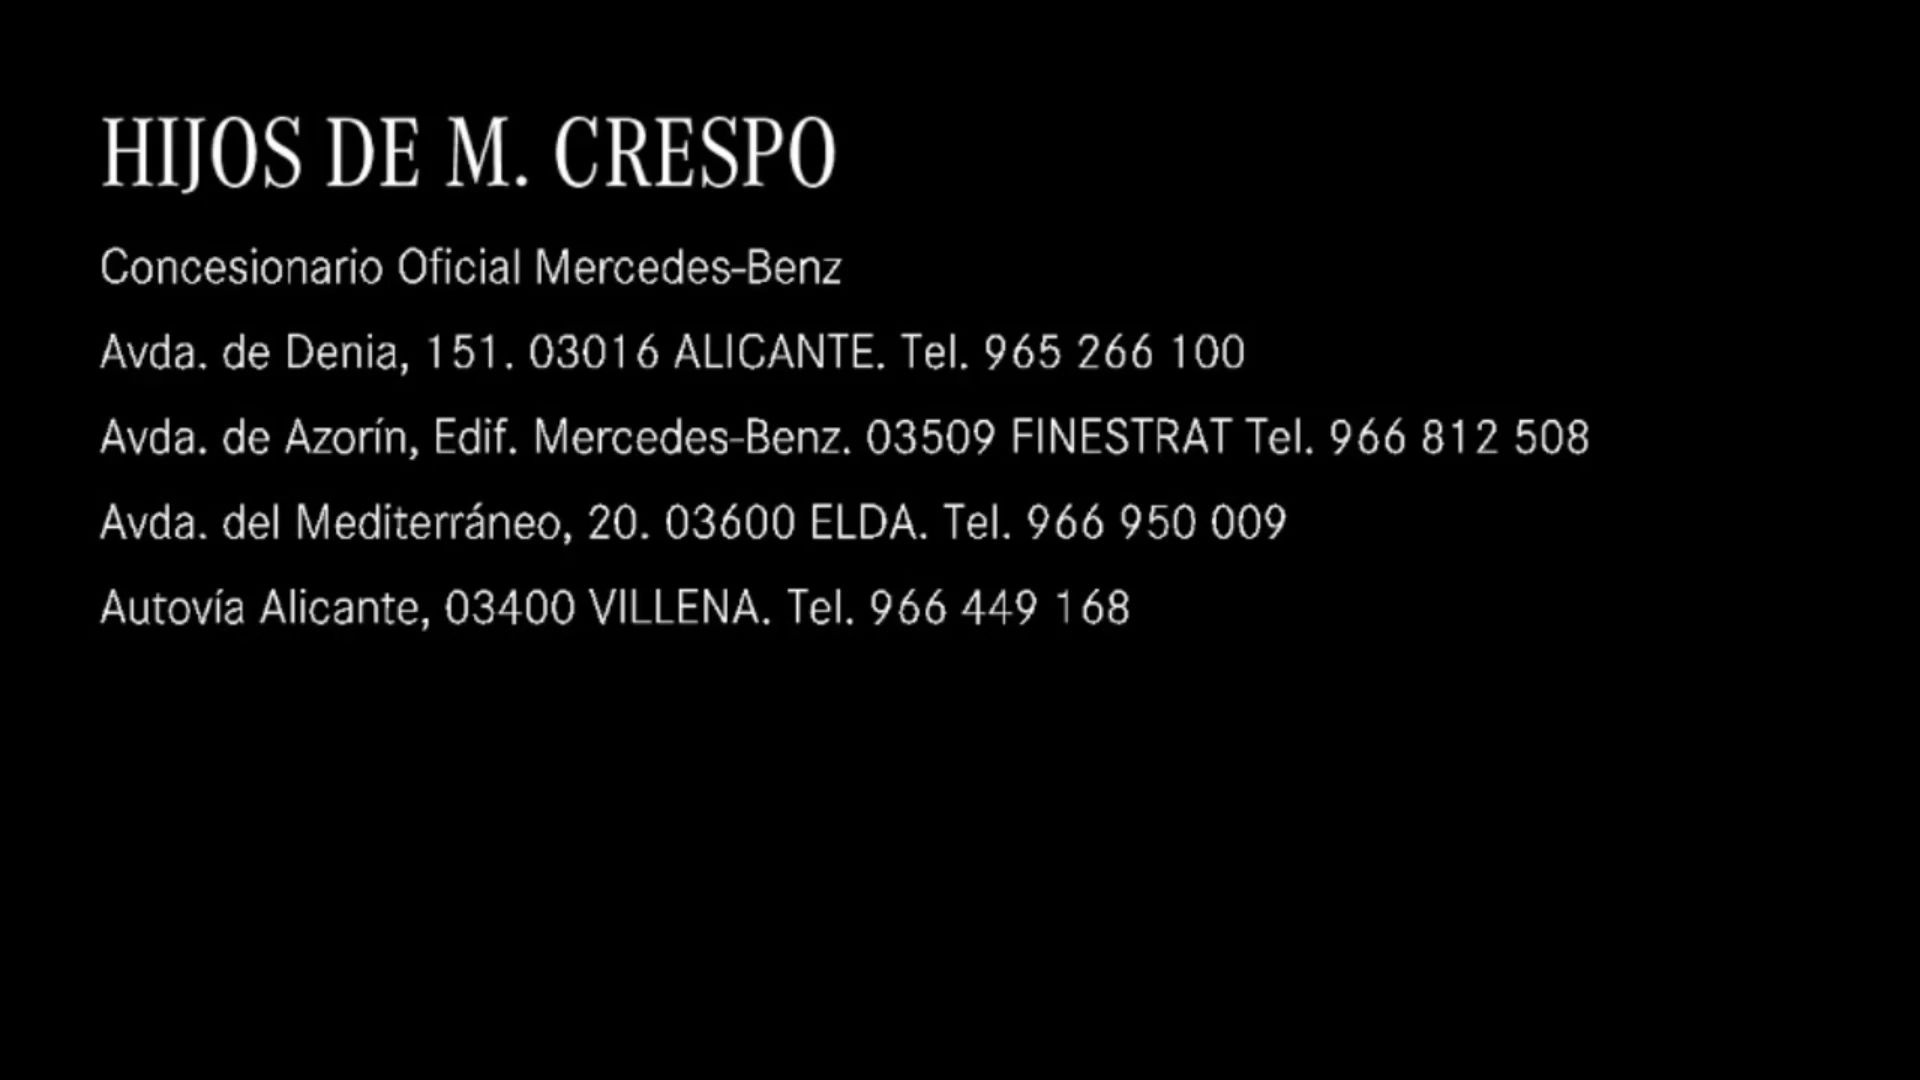 HIJOS DE M. CRESPO
Concesionario Oficial Mercedes-Benz
Avda. de Denia, 151. 03016 ALICANTE. Tel. 965 266 100
Avda. de Azorín, Edif. Mercedes-Benz. 03509 FINESTRAT Tel. 966 812 508
Avda. del Mediterráneo, 20. 03600 ELDA. Tel. 966 950 009
Autovía Alicante, 03400 VILLENA. Tel. 966 449 168